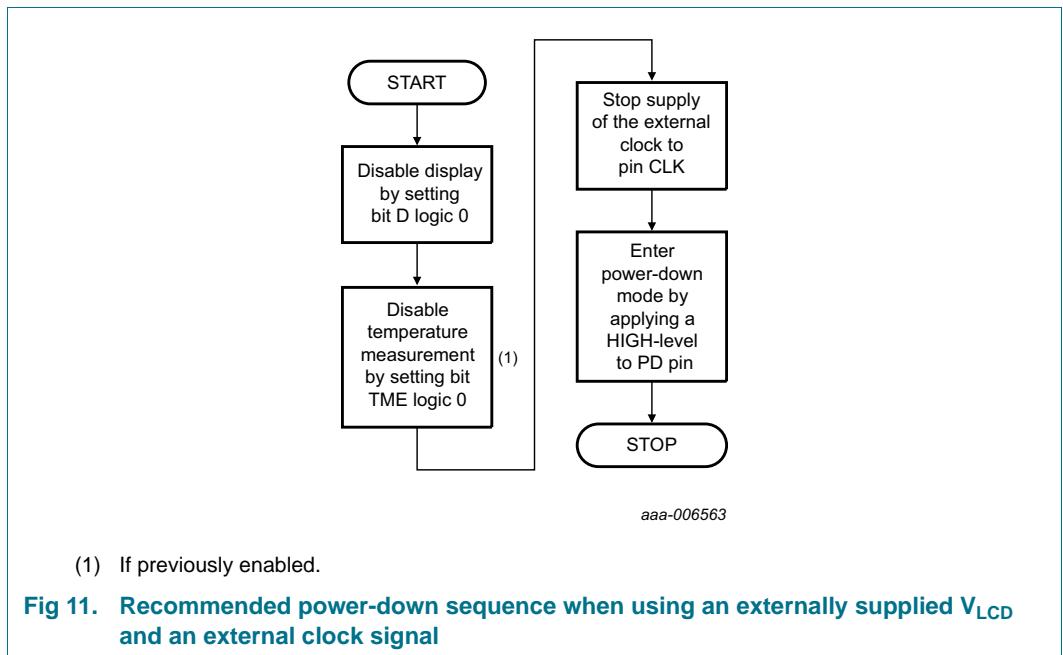 START
Disable display
by setting
bit D logic 0
Disable
temperature
measurement
by setting bit
TME logic 0
(1)
Stop supply
of the external
clock to
pin CLK
Enter
power-down
mode by
applying a
HIGH-level
to PD pin
STOP
aaa-006563
(1) If previously enabled.
Fig 11. Recommended power-down sequence when using an externally supplied VLCD
and an external clock signal